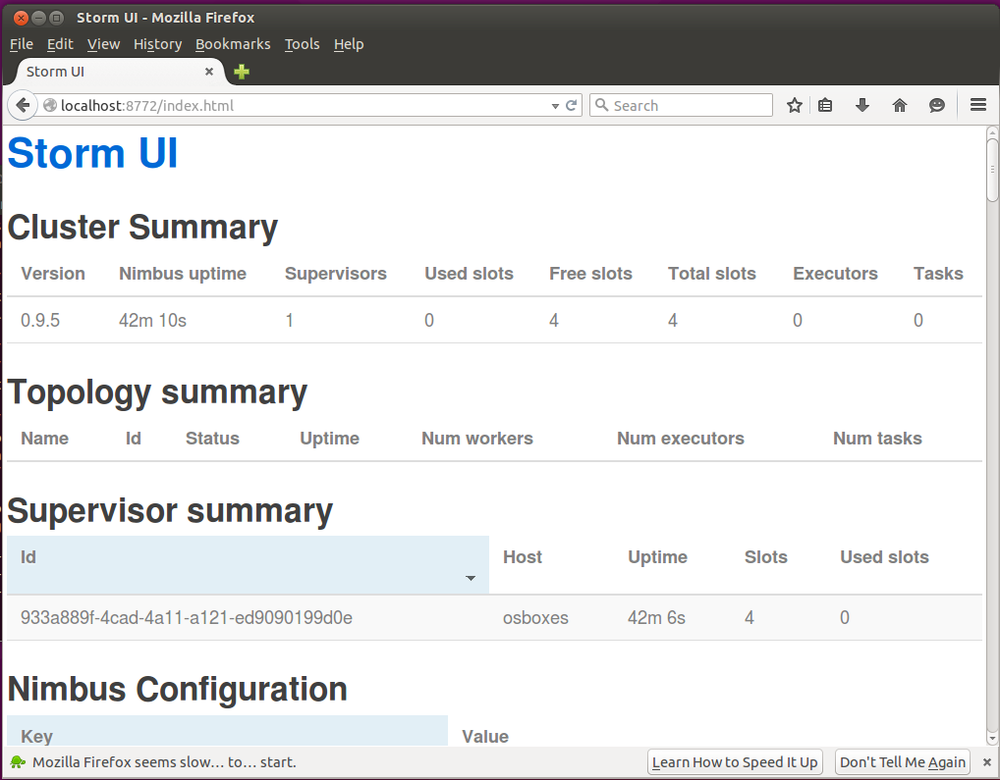 Storm UI - Mozilla Firefox
File Edit View History Bookmarks Tools Help
Storm UI
localhost:8772/index.html Search
Storm UI
Cluster Summary
Version Nimbus uptime Supervisors Used slots Free slots Total slots Executors Tasks
0.9.5 42m 10s 1 0 4 4 0 0
Topology summary
Name Id Status Uptime Num workers Num executors Num tasks
Supervisor summary
Id Host Uptime Slots Used slots
933a889f-4cad-4a11-a121-ed9090199d0e osboxes 42m 6s 4 0
Nimbus Configuration
Key Value
Mozilla Firefox seems slow... to... start. Learn How to Speed It Up Don't Tell Me Again